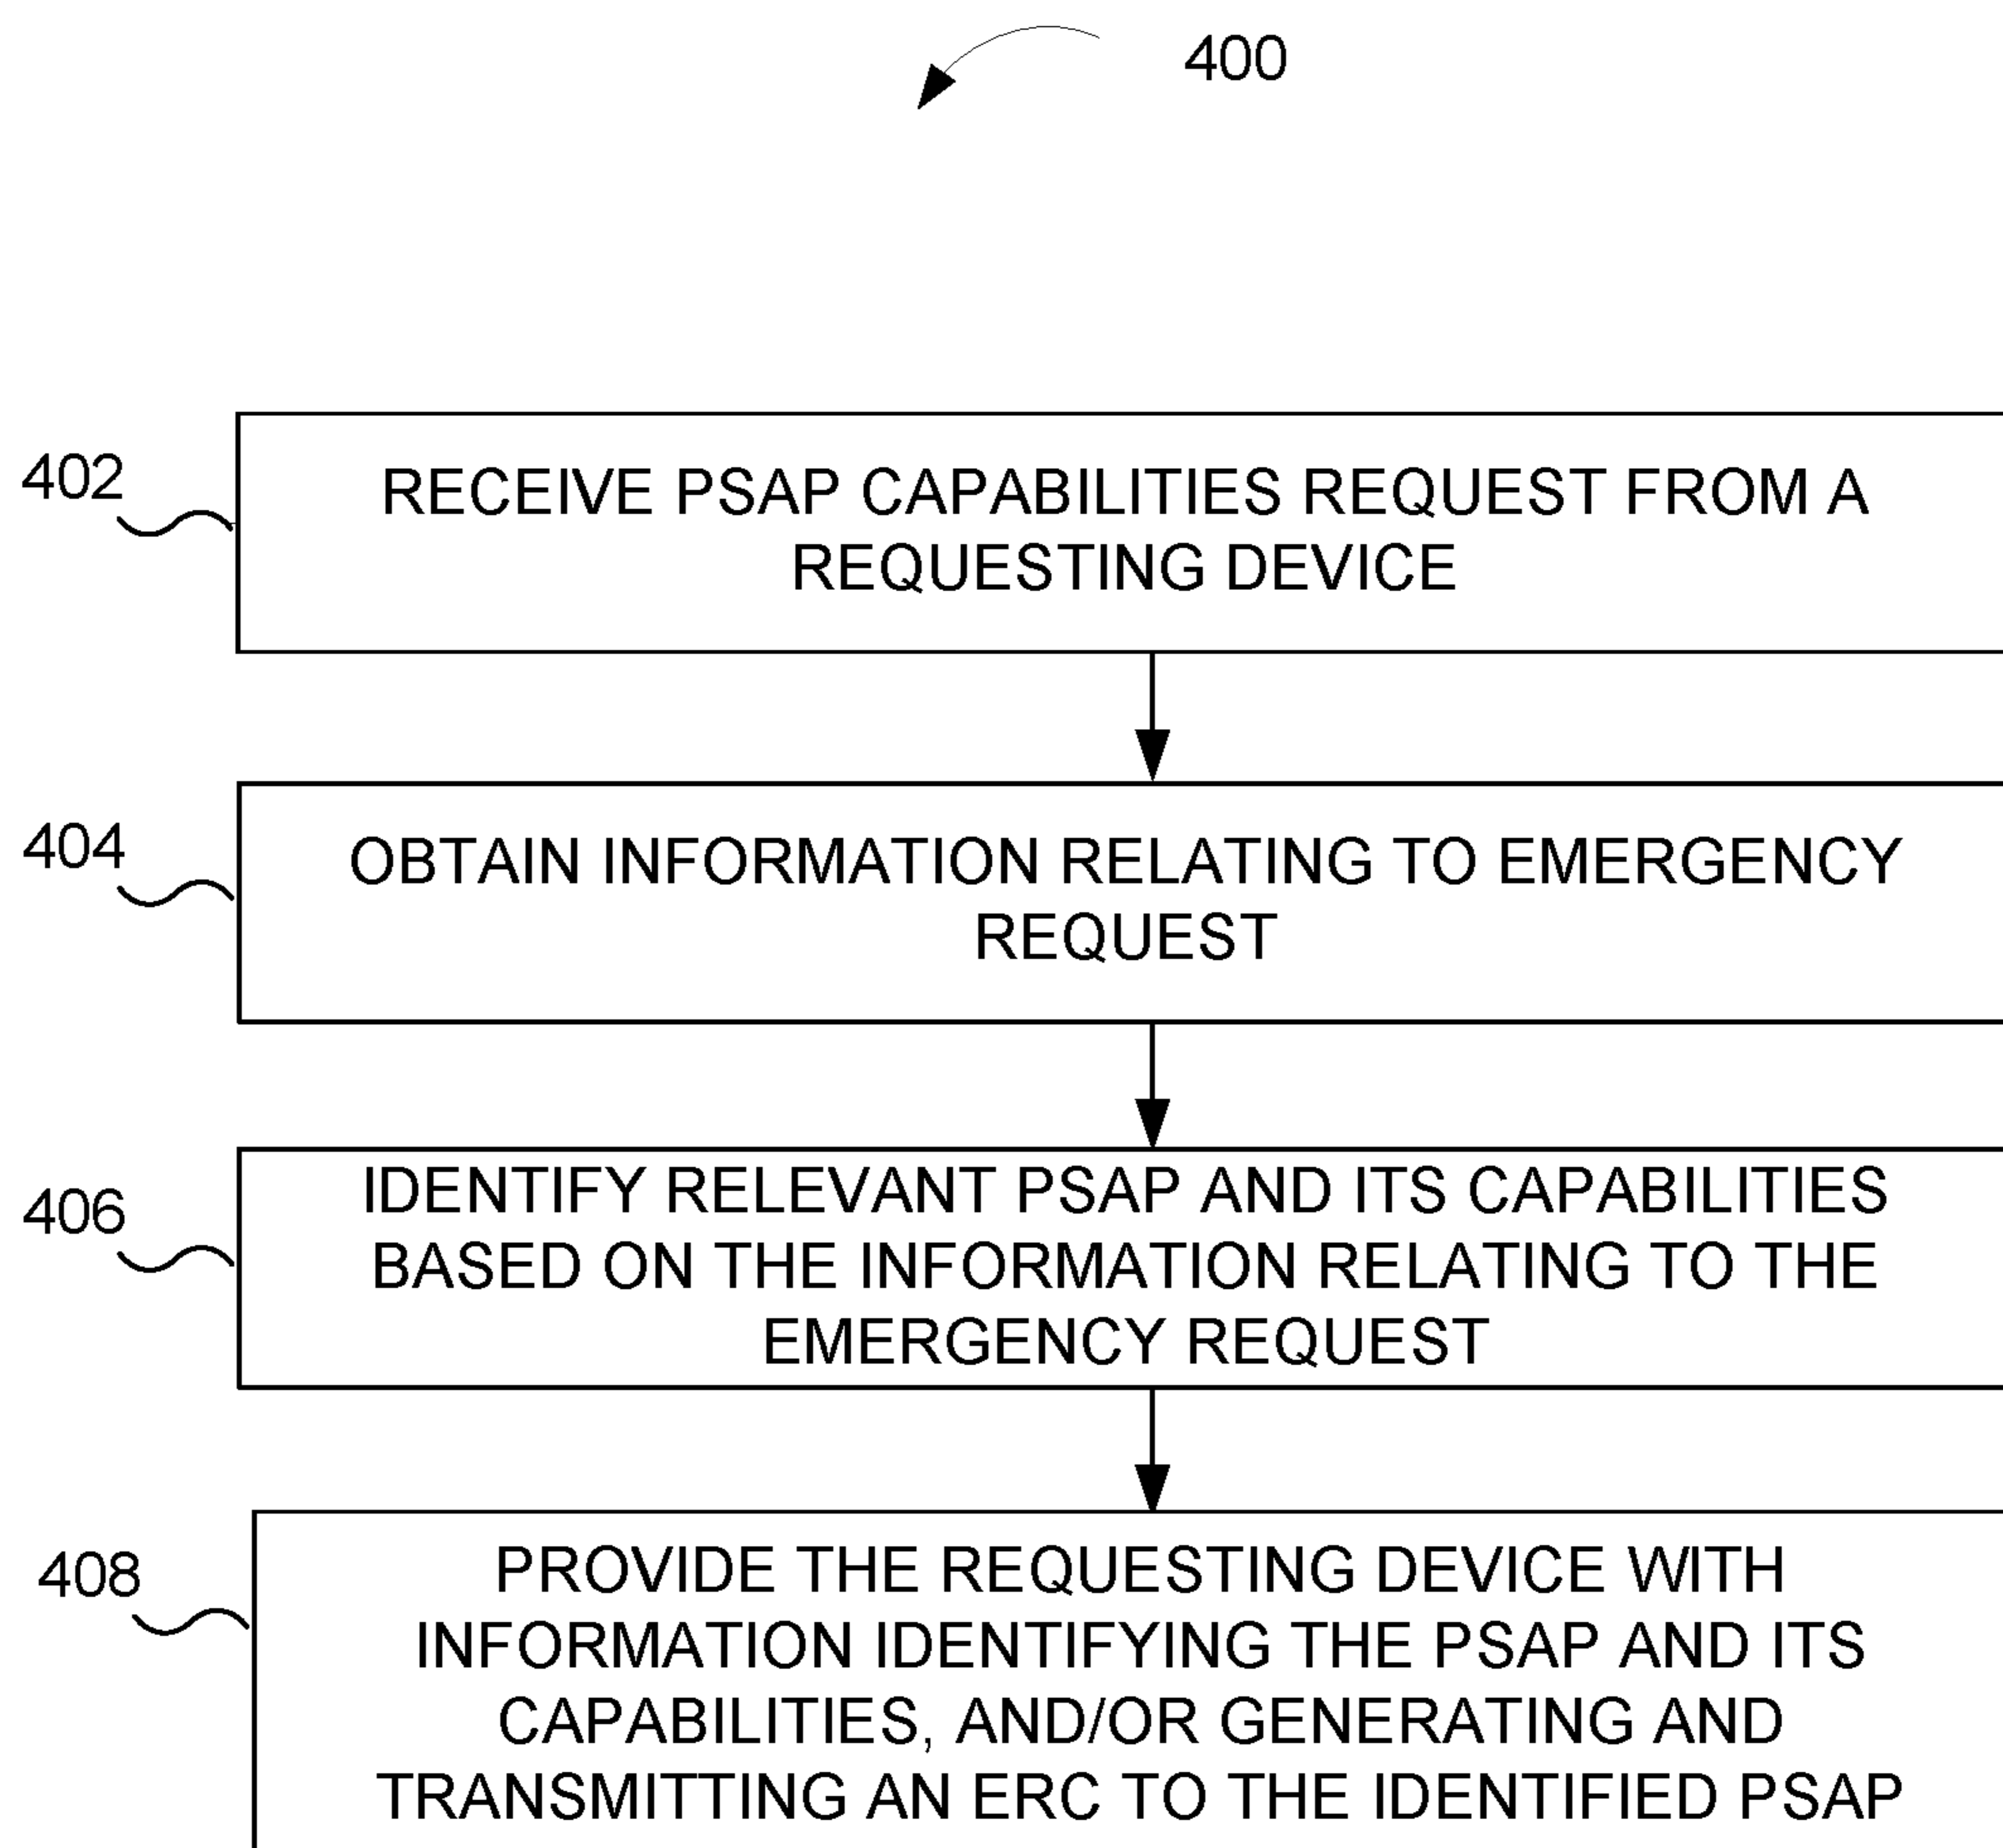 400
402
RECEIVE PSAP CAPABILITIES REQUEST FROM A
REQUESTING DEVICE
404
OBTAIN INFORMATION RELATING TO EMERGENCY
REQUEST
406
IDENTIFY RELEVANT PSAP AND ITS CAPABILITIES
BASED ON THE INFORMATION RELATING TO THE
EMERGENCY REQUEST
408
PROVIDE THE REQUESTING DEVICE WITH
INFORMATION IDENTIFYING THE PSAP AND ITS
CAPABILITIES, AND/OR GENERATING AND
TRANSMITTING AN ERC TO THE IDENTIFIED PSAP